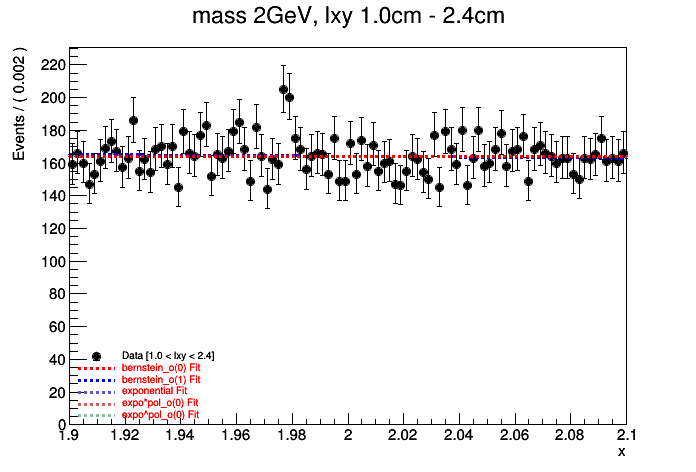 mass 2GeV, lxy 1.0cm - 2.4cm
Events / ( 0.002 )
220
200
180
160
140
120
100
80
60
40
20
0
Data [1.0 < lxy < 2.4]
bernstein_o(0) Fit
bernstein_o(1) Fit
exponential Fit
expo*pol_o(0) Fit
expo^pol_o(0) Fit
1.9 1.92 1.94 1.96 1.98 2 2.02 2.04 2.06 2.08 2.1
x